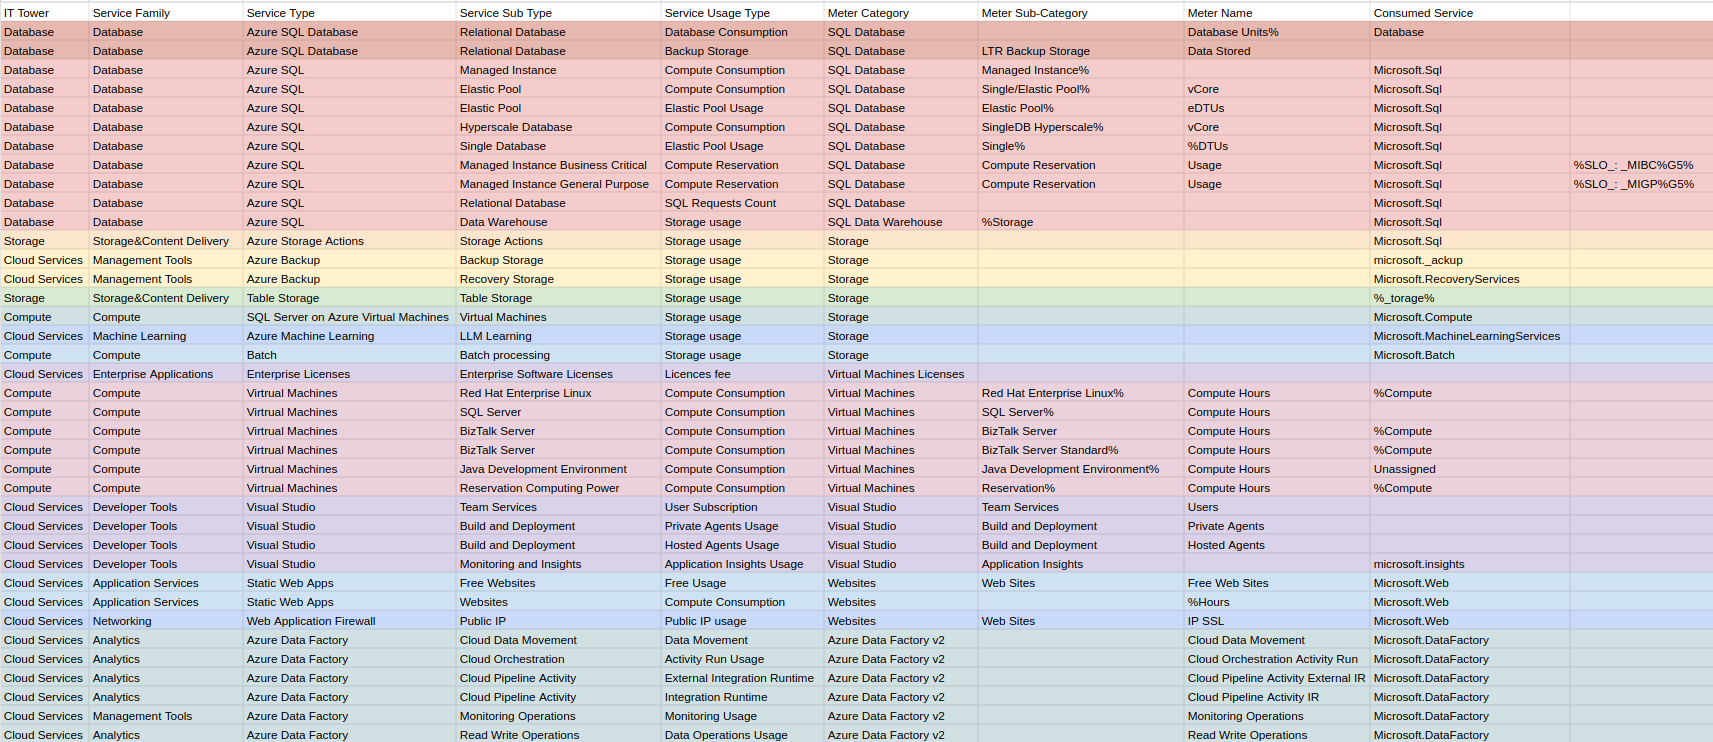 IT Tower Service Family Service Type Service Sub Type Service Usage Type Meter Category Meter Sub-Category Meter Name Consumed Service
Database Database Azure SQL Database Relational Database Database Consumption SQL Database Database Units% Database
Database Database Azure SQL Database Relational Database Backup Storage SQL Database LTR Backup Storage Data Stored
Database Database Azure SQL Managed Instance Compute Consumption SQL Database Managed Instance% Microsoft.Sql
Database Database Azure SQL Elastic Pool Compute Consumption SQL Database Single/Elastic Pool% vCore Microsoft.Sql
Database Database Azure SQL Elastic Pool Elastic Pool Usage SQL Database Elastic Pool% eDTUs Microsoft.Sql
Database Database Azure SQL Hyperscale Database Compute Consumption SQL Database SingleDB Hyperscale% vCore Microsoft.Sql
Database Database Azure SQL Single Database Elastic Pool Usage SQL Database Single% %DTUs Microsoft.Sql
Database Database Azure SQL Managed Instance Business Critical Compute Reservation SQL Database Compute Reservation Usage Microsoft.Sql %SLO_: _MIBC%G5%
Database Database Azure SQL Managed Instance General Purpose Compute Reservation SQL Database Compute Reservation Usage Microsoft.Sql %SLO_: _MIGP%G5%
Database Database Azure SQL Relational Database SQL Requests Count SQL Database Microsoft.Sql
Database Database Azure SQL Data Warehouse Storage usage SQL Data Warehouse %Storage Microsoft.Sql
Storage Storage&Content Delivery Azure Storage Actions Storage Actions Storage usage Storage Microsoft.Sql
Cloud Services Management Tools Azure Backup Backup Storage Storage usage Storage microsoft._ackup
Cloud Services Management Tools Azure Backup Recovery Storage Storage usage Storage Microsoft.RecoveryServices
Storage Storage&Content Delivery Table Storage Table Storage Storage usage Storage %_torage%
Compute Compute SQL Server on Azure Virtual Machines Virtual Machines Storage usage Storage Microsoft.Compute
Cloud Services Machine Learning Azure Machine Learning LLM Learning Storage usage Storage Microsoft.MachineLearningServices
Compute Compute Batch Batch processing Storage usage Storage Microsoft.Batch
Cloud Services Enterprise Applications Enterprise Licenses Enterprise Software Licenses Licences fee Virtual Machines Licenses
Compute Compute Virtrual Machines Red Hat Enterprise Linux Compute Consumption Virtual Machines Red Hat Enterprise Linux% Compute Hours %Compute
Compute Compute Virtrual Machines SQL Server Compute Consumption Virtual Machines SQL Server% Compute Hours
Compute Compute Virtrual Machines BizTalk Server Compute Consumption Virtual Machines BizTalk Server Compute Hours %Compute
Compute Compute Virtrual Machines BizTalk Server Compute Consumption Virtual Machines BizTalk Server Standard% Compute Hours %Compute
Compute Compute Virtrual Machines Java Development Environment Compute Consumption Virtual Machines Java Development Environment% Compute Hours Unassigned
Compute Compute Virtrual Machines Reservation Computing Power Compute Consumption Virtual Machines Reservation% Compute Hours %Compute
Cloud Services Developer Tools Visual Studio Team Services User Subscription Visual Studio Team Services Users
Cloud Services Developer Tools Visual Studio Build and Deployment Private Agents Usage Visual Studio Build and Deployment Private Agents
Cloud Services Developer Tools Visual Studio Build and Deployment Hosted Agents Usage Visual Studio Build and Deployment Hosted Agents
Cloud Services Developer Tools Visual Studio Monitoring and Insights Application Insights Usage Visual Studio Application Insights microsoft.insights
Cloud Services Application Services Static Web Apps Free Websites Free Usage Websites Web Sites Free Web Sites Microsoft.Web
Cloud Services Application Services Static Web Apps Websites Compute Consumption Websites %Hours Microsoft.Web
Cloud Services Networking Web Application Firewall Public IP Public IP usage Websites Web Sites IP SSL Microsoft.Web
Cloud Services Analytics Azure Data Factory Cloud Data Movement Data Movement Azure Data Factory v2 Cloud Data Movement Microsoft.DataFactory
Cloud Services Analytics Azure Data Factory Cloud Orchestration Activity Run Usage Azure Data Factory v2 Cloud Orchestration Activity Run Microsoft.DataFactory
Cloud Services Analytics Azure Data Factory Cloud Pipeline Activity External Integration Runtime Azure Data Factory v2 Cloud Pipeline Activity External IR Microsoft.DataFactory
Cloud Services Analytics Azure Data Factory Cloud Pipeline Activity Integration Runtime Azure Data Factory v2 Cloud Pipeline Activity IR Microsoft.DataFactory
Cloud Services Management Tools Azure Data Factory Monitoring Operations Monitoring Usage Azure Data Factory v2 Monitoring Operations Microsoft.DataFactory
Cloud Services Analytics Azure Data Factory Read Write Operations Data Operations Usage Azure Data Factory v2 Read Write Operations Microsoft.DataFactory